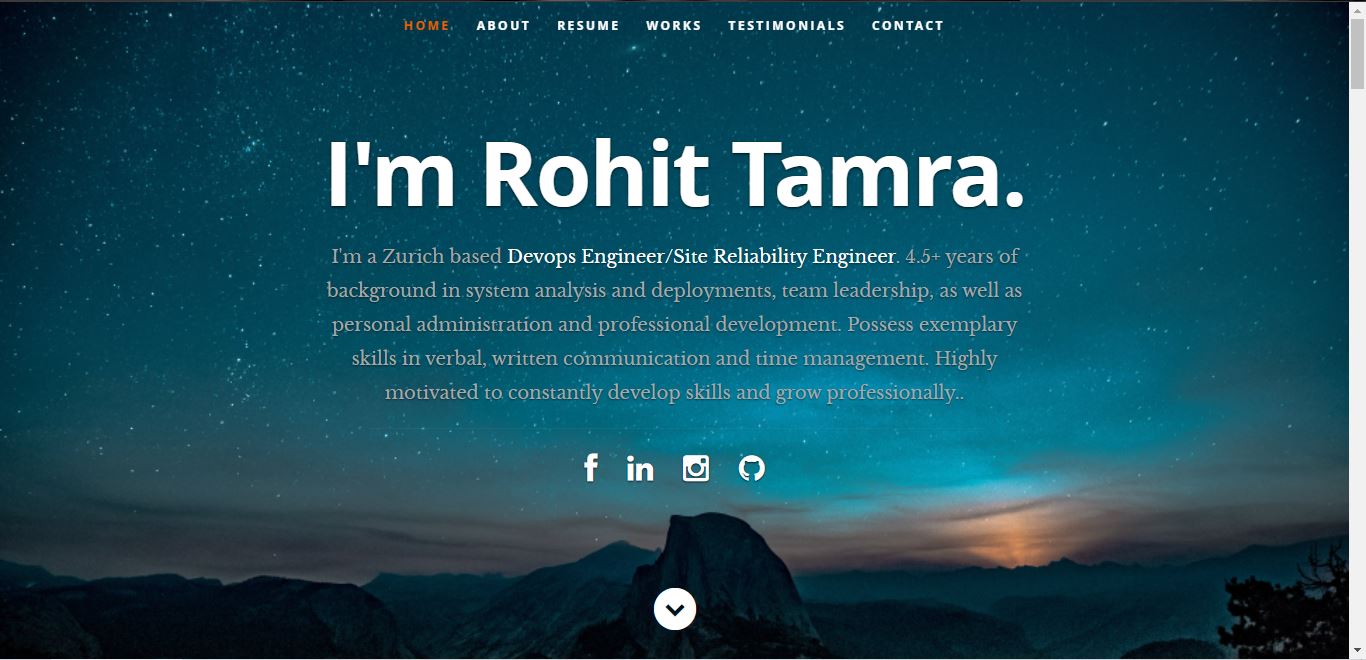 HOME ABOUT RESUME WORKS TESTIMONIALS CONTACT
I'm Rohit Tamra.
I'm a Zurich based Devops Engineer/Site Reliability Engineer. 4.5+ years of
background in system analysis and deployments, team leadership, as well as
personal administration and professional development. Possess exemplary
skills in verbal, written communication and time management. Highly
motivated to constantly develop skills and grow professionally..